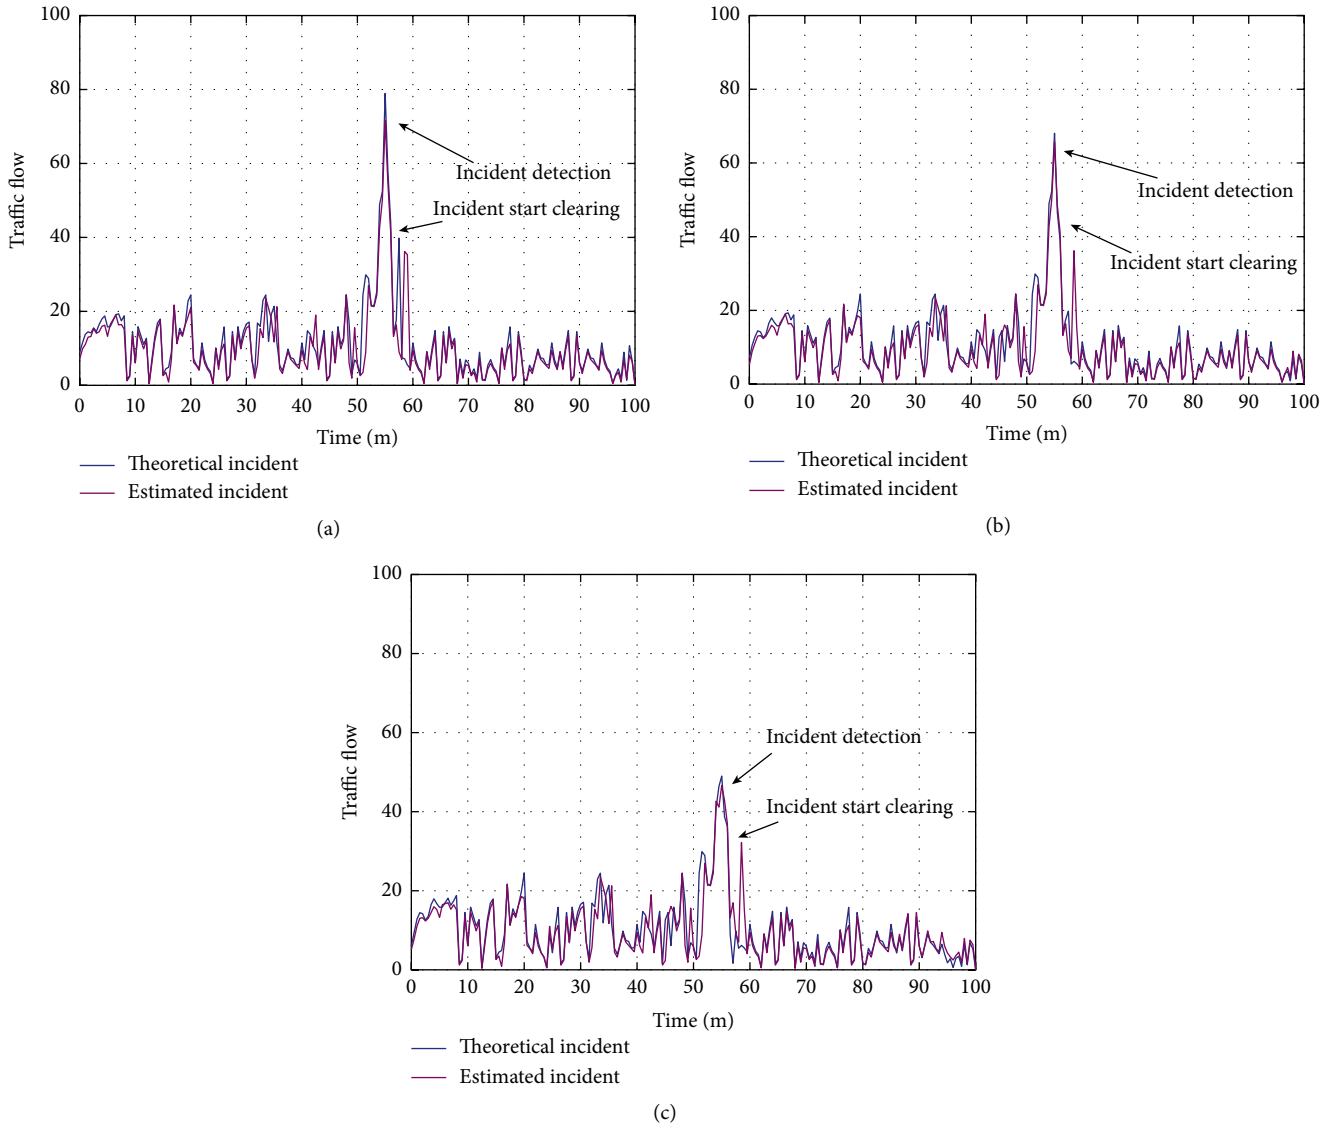 100
80
60
40
20
0
Traffic flow
Incident detection
Incident start clearing
0 10 20 30 40 50 60 70 80 90 100
Time (m)
Theoretical incident
Estimated incident
(a)
100
80
60
40
20
0
Traffic flow
Incident detection
Incident start clearing
0 10 20 30 40 50 60 70 80 90 100
Time (m)
Theoretical incident
Estimated incident
(b)
100
80
60
40
20
0
Traffic flow
Incident detection
Incident start clearing
0 10 20 30 40 50 60 70 80 90 100
Time (m)
Theoretical incident
Estimated incident
(c)